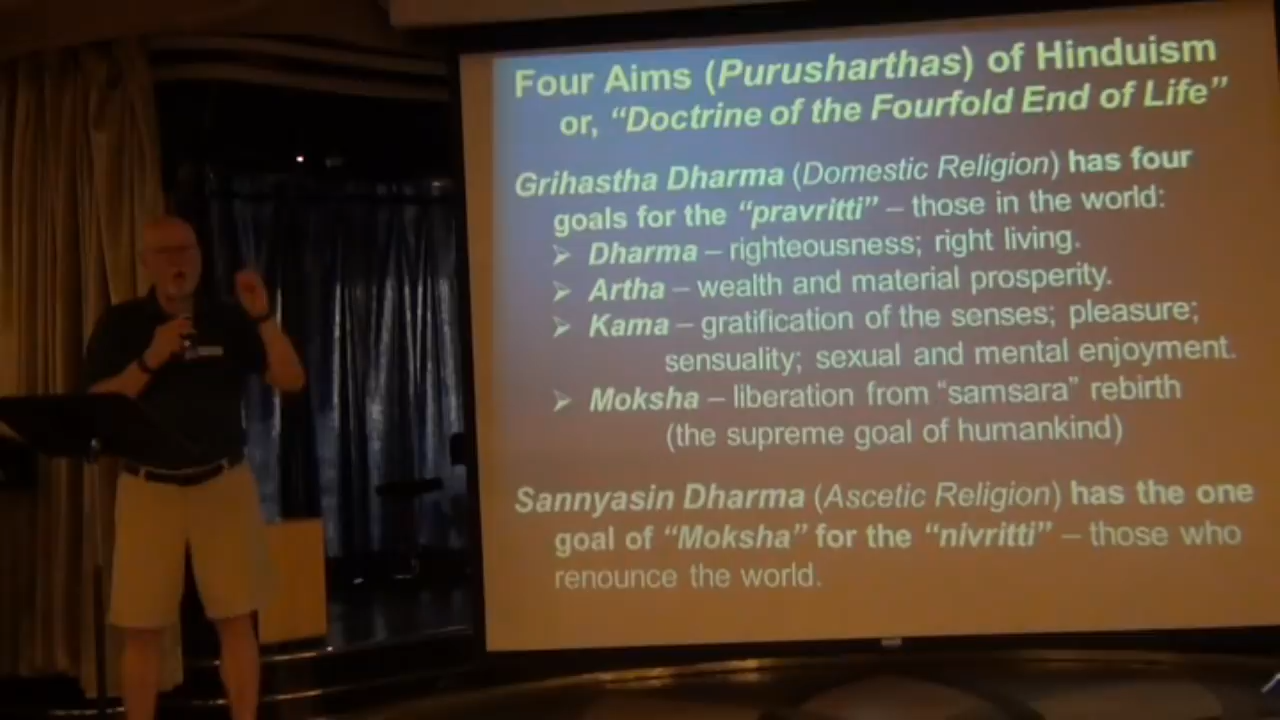 Four Aims (Purusharthas) of Hinduism
or, “Doctrine of the Fourfold End of Life”
Grihastha Dharma (Domestic Religion) has four
goals for the “pravritti” – those in the world:
➢ Dharma – righteousness; right living.
➢ Artha – wealth and material prosperity.
➢ Kama – gratification of the senses; pleasure;
sensuality; sexual and mental enjoyment.
➢ Moksha – liberation from “samsara” rebirth
(the supreme goal of humankind)
Sannyasin Dharma (Ascetic Religion) has the one
goal of “Moksha” for the “nivritti” – those who
renounce the world.